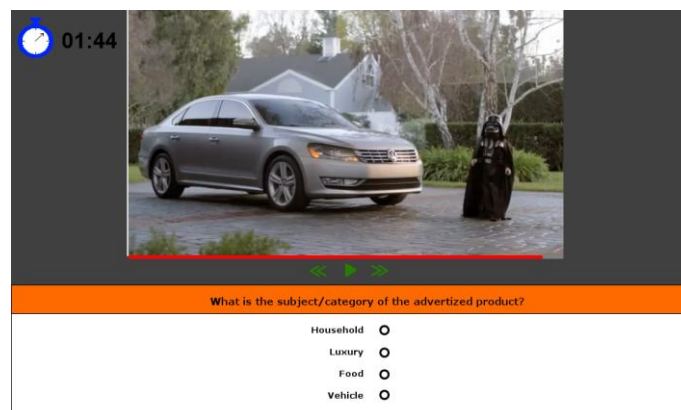 01:44
What is the subject/category of the advertized product?
Household
Luxury
Food
Vehicle